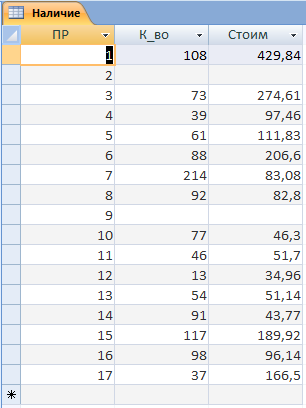 Наличие
ПР К_во Стоим
1 108 429,84
2
3 73 274,61
4 39 97,46
5 61 111,83
6 88 206,6
7 214 83,08
8 92 82,8
9
10 77 46,3
11 46 51,7
12 13 34,96
13 54 51,14
14 91 43,77
15 117 189,92
16 98 96,14
17 37 166,5